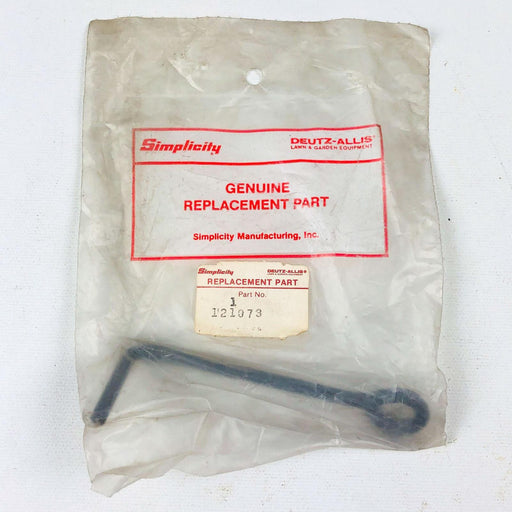 Simplicity DEUTZ-ALLIS
LAWN & GARDEN EQUIPMENT
GENUINE
REPLACEMENT PART
Simplicity Manufacturing, Inc.
Simplicity DEUTZ-ALLIS
REPLACEMENT PART
Part No.
1
121073